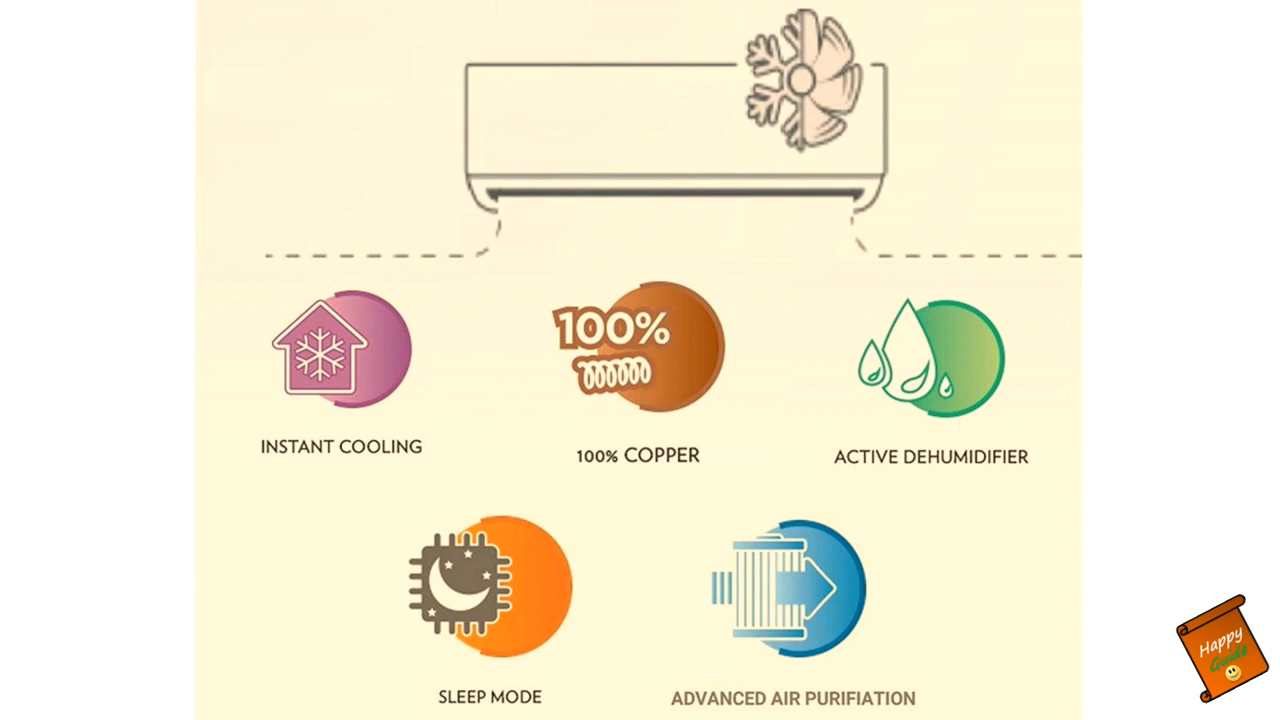 100%
INSTANT COOLING
100% COPPER
ACTIVE DEHUMIDIFIER
SLEEP MODE
ADVANCED AIR PURIFIATION
Happy
Guide